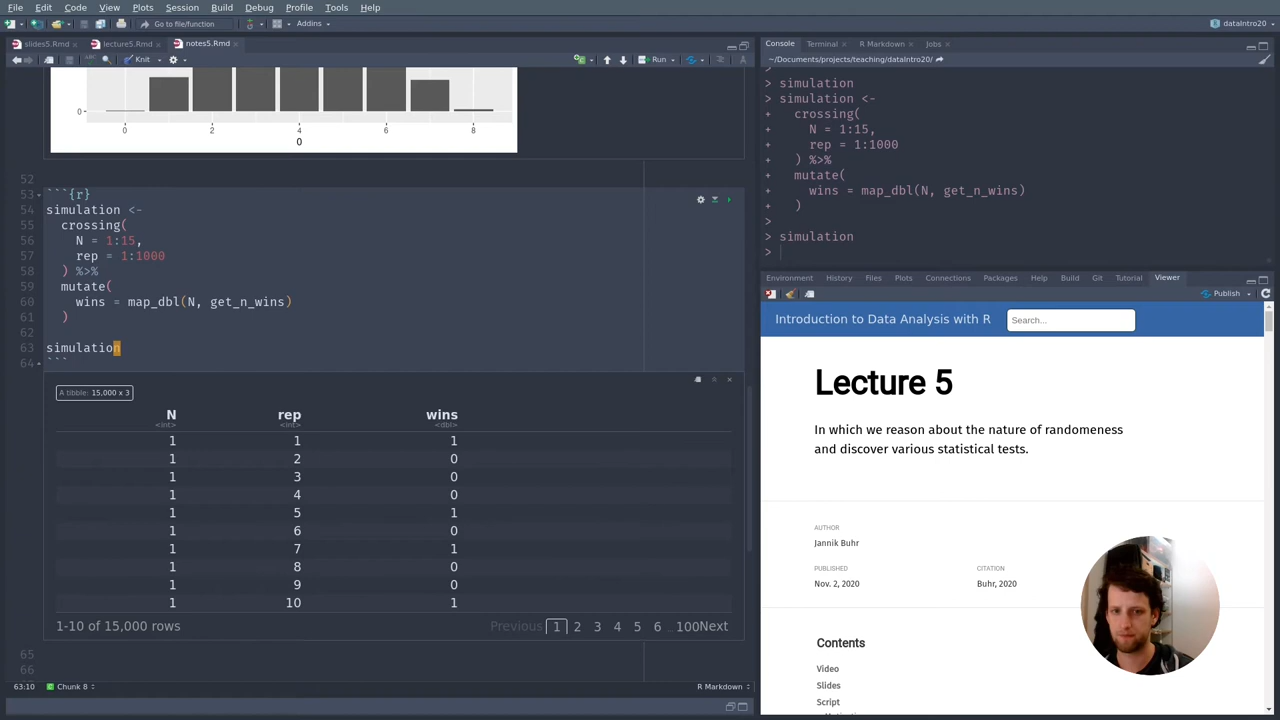 File Edit Code View Plots Session Build Debug Profile Tools Help
Go to file/function Addins dataIntro20
slides5.Rmd lecture5.Rmd notes5.Rmd
Knit Run
0
0 2 4 6 8
0
52
53 ```{r}
54 simulation <-
55 crossing(
56 N = 1:15,
57 rep = 1:1000
58 ) %>%
59 mutate(
60 wins = map_dbl(N, get_n_wins)
61 )
62
63 simulation
64 ```
A tibble: 15,000 x 3
N rep wins
<int> <int> <dbl>
1 1 1
1 2 0
1 3 0
1 4 0
1 5 1
1 6 0
1 7 1
1 8 0
1 9 0
1 10 1
1-10 of 15,000 rows Previous 1 2 3 4 5 6 .. 100Next
65
66
63:10 Chunk 8 R Markdown
Console Terminal R Markdown Jobs
~/Documents/projects/teaching/dataIntro20/
>
> simulation
> simulation <-
+ crossing(
+ N = 1:15,
+ rep = 1:1000
+ ) %>%
+ mutate(
+ wins = map_dbl(N, get_n_wins)
+ )
>
> simulation
>
Environment History Files Plots Connections Packages Help Build Git Tutorial Viewer
Publish
Introduction to Data Analysis with R Search...
Lecture 5
In which we reason about the nature of randomeness
and discover various statistical tests.
AUTHOR
Jannik Buhr
PUBLISHED CITATION
Nov. 2, 2020 Buhr, 2020
Contents
Video
Slides
Script